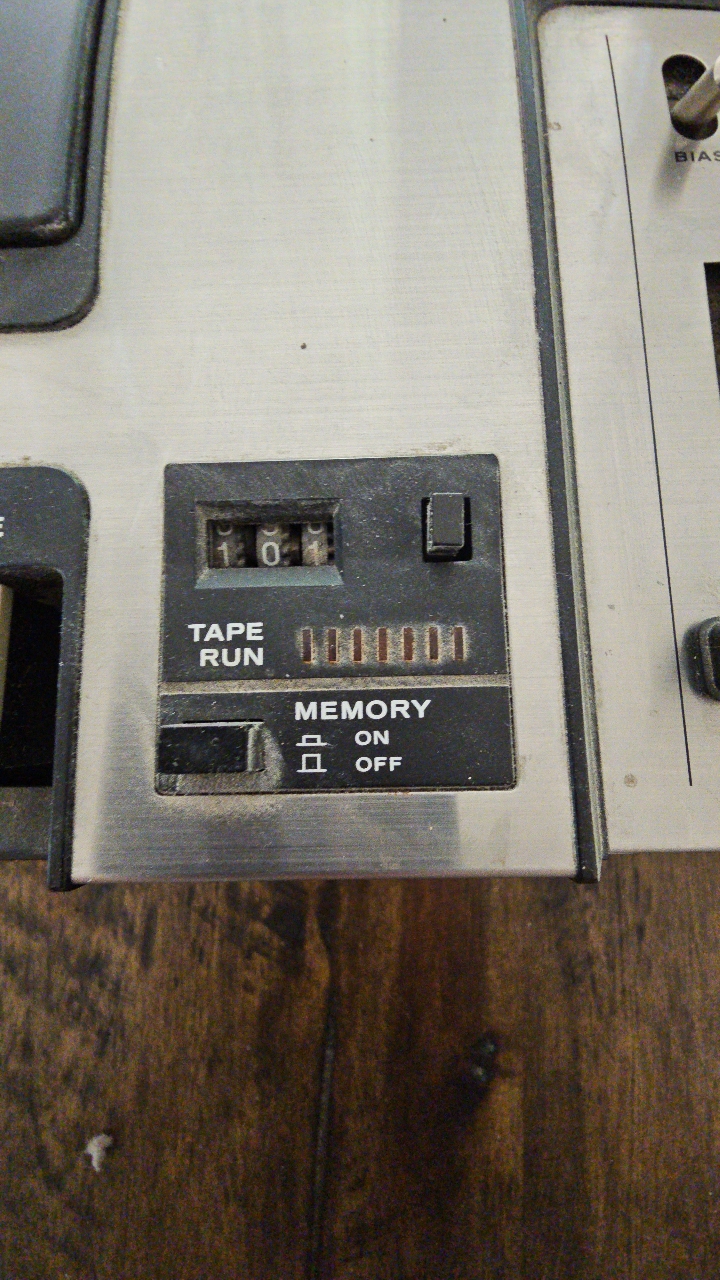 BIAS
E
101
TAPE
RUN
MEMORY
ON
OFF